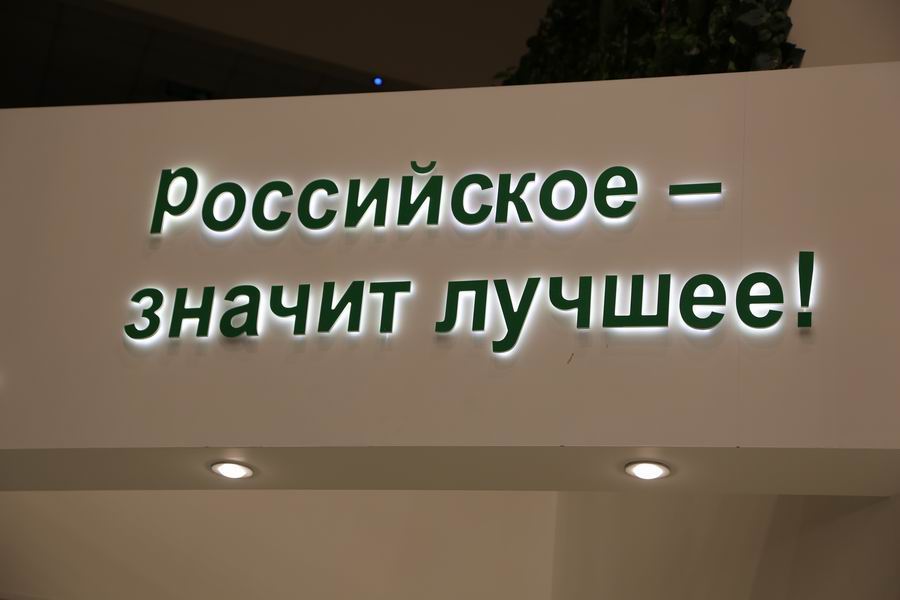 Российское –
значит лучшее!